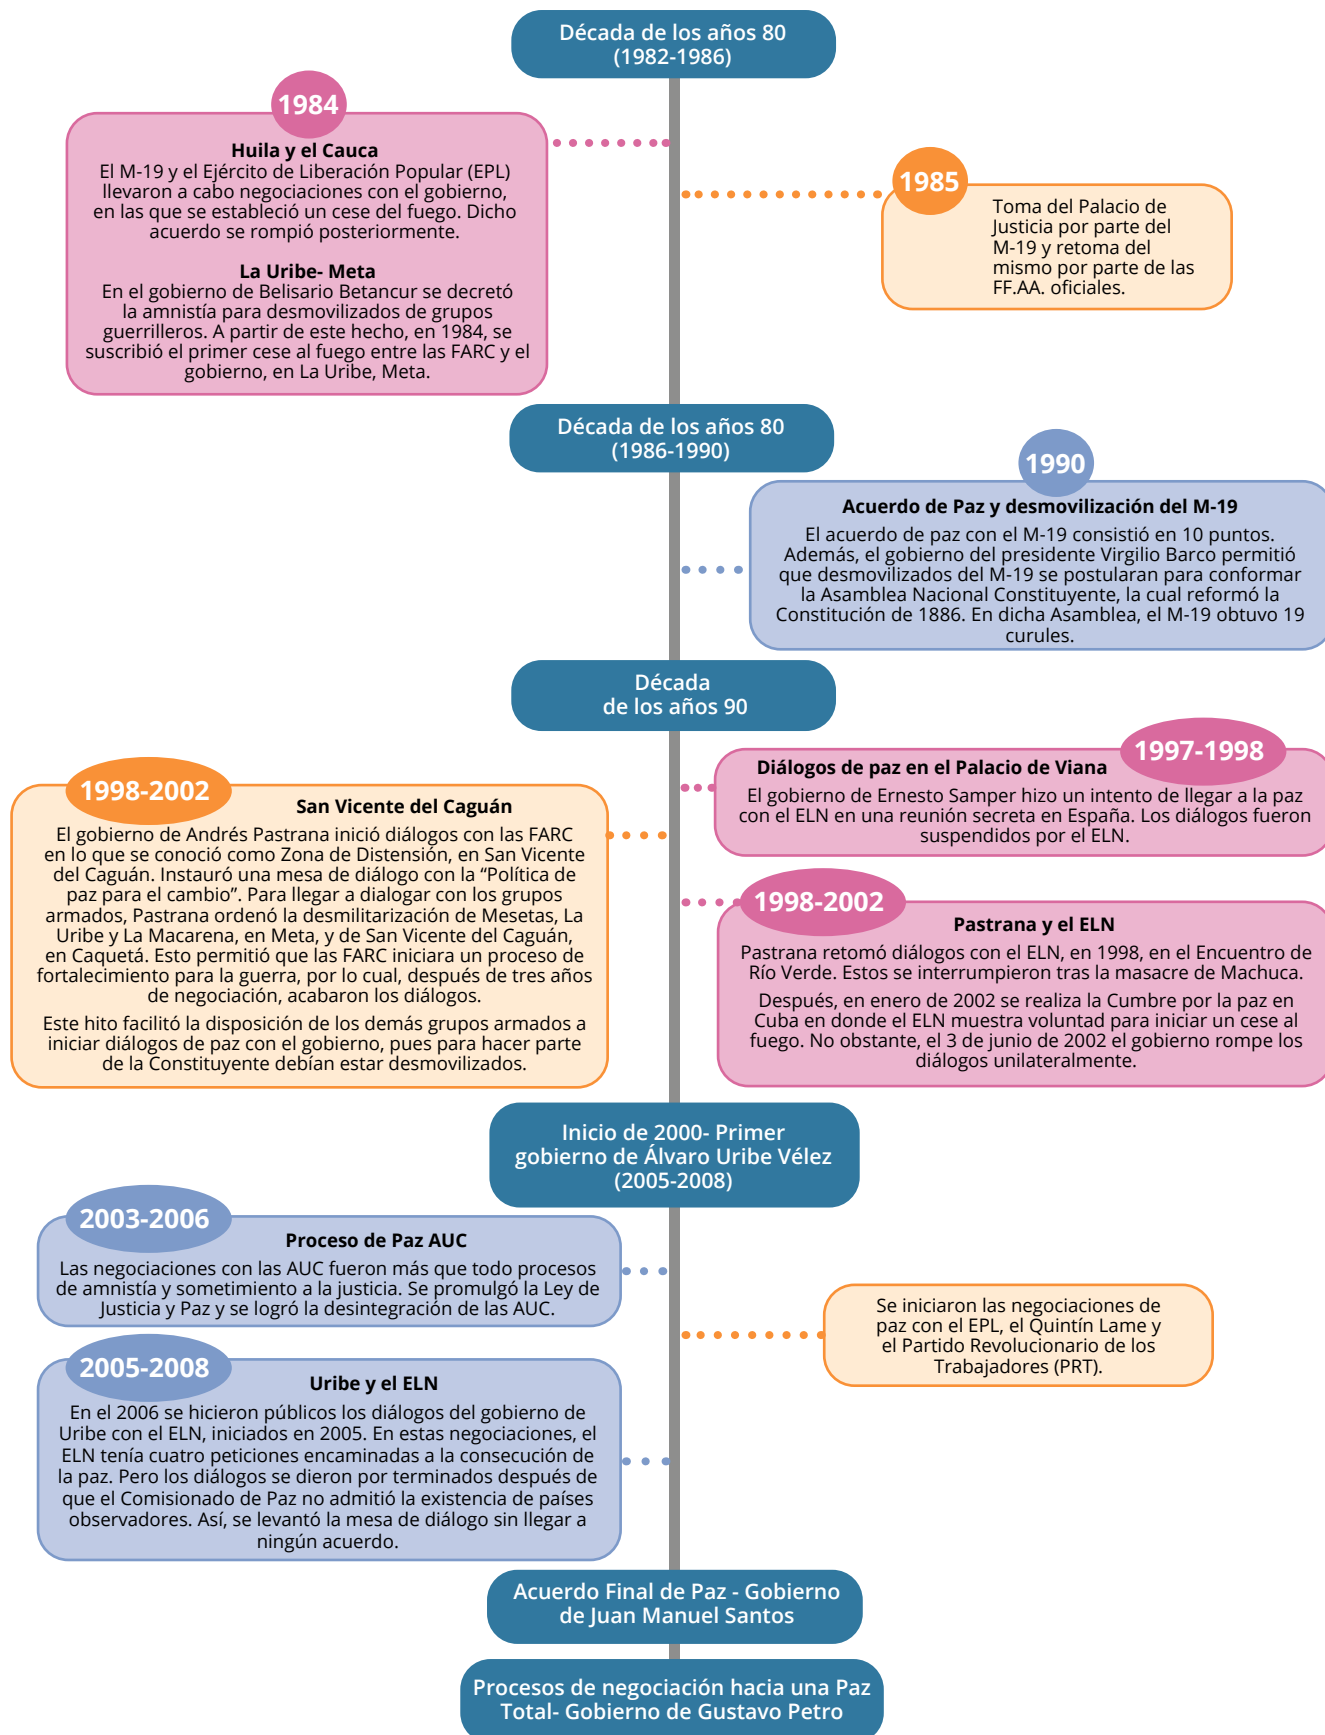 Década de los años 80
(1982-1986)
1984
Huila y el Cauca
El M-19 y el Ejército de Liberación Popular (EPL)
llevaron a cabo negociaciones con el gobierno,
en las que se estableció un cese del fuego. Dicho
acuerdo se rompió posteriormente.
La Uribe- Meta
En el gobierno de Belisario Betancur se decretó
la amnistía para desmovilizados de grupos
guerrilleros. A partir de este hecho, en 1984, se
suscribió el primer cese al fuego entre las FARC y el
gobierno, en La Uribe, Meta.
1985
Toma del Palacio de
Justicia por parte del
M-19 y retoma del
mismo por parte de las
FF.AA. oficiales.
Década de los años 80
(1986-1990)
1990
Acuerdo de Paz y desmovilización del M-19
El acuerdo de paz con el M-19 consistió en 10 puntos.
Además, el gobierno del presidente Virgilio Barco permitió
que desmovilizados del M-19 se postularan para conformar
la Asamblea Nacional Constituyente, la cual reformó la
Constitución de 1886. En dicha Asamblea, el M-19 obtuvo 19
curules.
Década
de los años 90
1997-1998
Diálogos de paz en el Palacio de Viana
El gobierno de Ernesto Samper hizo un intento de llegar a la paz
con el ELN en una reunión secreta en España. Los diálogos fueron
suspendidos por el ELN.
1998-2002
San Vicente del Caguán
El gobierno de Andrés Pastrana inició diálogos con las FARC
en lo que se conoció como Zona de Distensión, en San Vicente
del Caguán. Instauró una mesa de diálogo con la “Política de
paz para el cambio”. Para llegar a dialogar con los grupos
armados, Pastrana ordenó la desmilitarización de Mesetas, La
Uribe y La Macarena, en Meta, y de San Vicente del Caguán,
en Caquetá. Esto permitió que las FARC iniciara un proceso de
fortalecimiento para la guerra, por lo cual, después de tres años
de negociación, acabaron los diálogos.
Este hito facilitó la disposición de los demás grupos armados a
iniciar diálogos de paz con el gobierno, pues para hacer parte
de la Constituyente debían estar desmovilizados.
1998-2002
Pastrana y el ELN
Pastrana retomó diálogos con el ELN, en 1998, en el Encuentro de
Río Verde. Estos se interrumpieron tras la masacre de Machuca.
Después, en enero de 2002 se realiza la Cumbre por la paz en
Cuba en donde el ELN muestra voluntad para iniciar un cese al
fuego. No obstante, el 3 de junio de 2002 el gobierno rompe los
diálogos unilateralmente.
Inicio de 2000- Primer
gobierno de Álvaro Uribe Vélez
(2005-2008)
2003-2006
Proceso de Paz AUC
Las negociaciones con las AUC fueron más que todo procesos
de amnistía y sometimiento a la justicia. Se promulgó la Ley de
Justicia y Paz y se logró la desintegración de las AUC.
Se iniciaron las negociaciones de
paz con el EPL, el Quintín Lame y
el Partido Revolucionario de los
Trabajadores (PRT).
2005-2008
Uribe y el ELN
En el 2006 se hicieron públicos los diálogos del gobierno de
Uribe con el ELN, iniciados en 2005. En estas negociaciones, el
ELN tenía cuatro peticiones encaminadas a la consecución de
la paz. Pero los diálogos se dieron por terminados después de
que el Comisionado de Paz no admitió la existencia de países
observadores. Así, se levantó la mesa de diálogo sin llegar a
ningún acuerdo.
Acuerdo Final de Paz - Gobierno
de Juan Manuel Santos
Procesos de negociación hacia una Paz
Total- Gobierno de Gustavo Petro